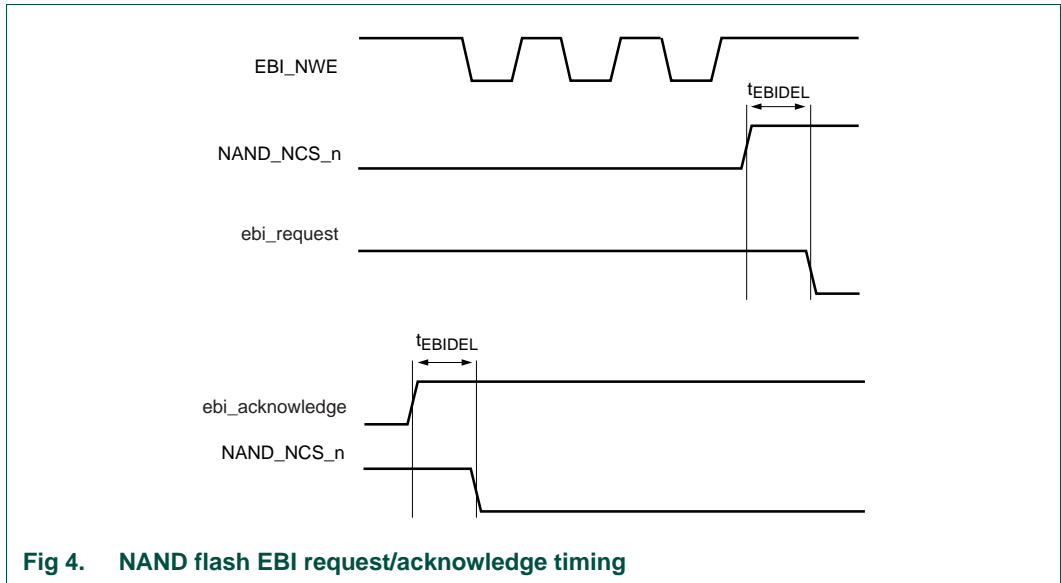 EBI_NWE
tEBIDEL
NAND_NCS_n
ebi_request
tEBIDEL
ebi_acknowledge
NAND_NCS_n
Fig 4. NAND flash EBI request/acknowledge timing